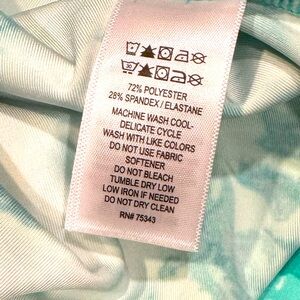 72% POLYESTER
28% SPANDEX / ELASTANE
MACHINE WASH COOL-
DELICATE CYCLE
WASH WITH LIKE COLORS
DO NOT USE FABRIC
SOFTENER
DO NOT BLEACH
TUMBLE DRY LOW
LOW IRON IF NEEDED
DO NOT DRY CLEAN
RN# 75343